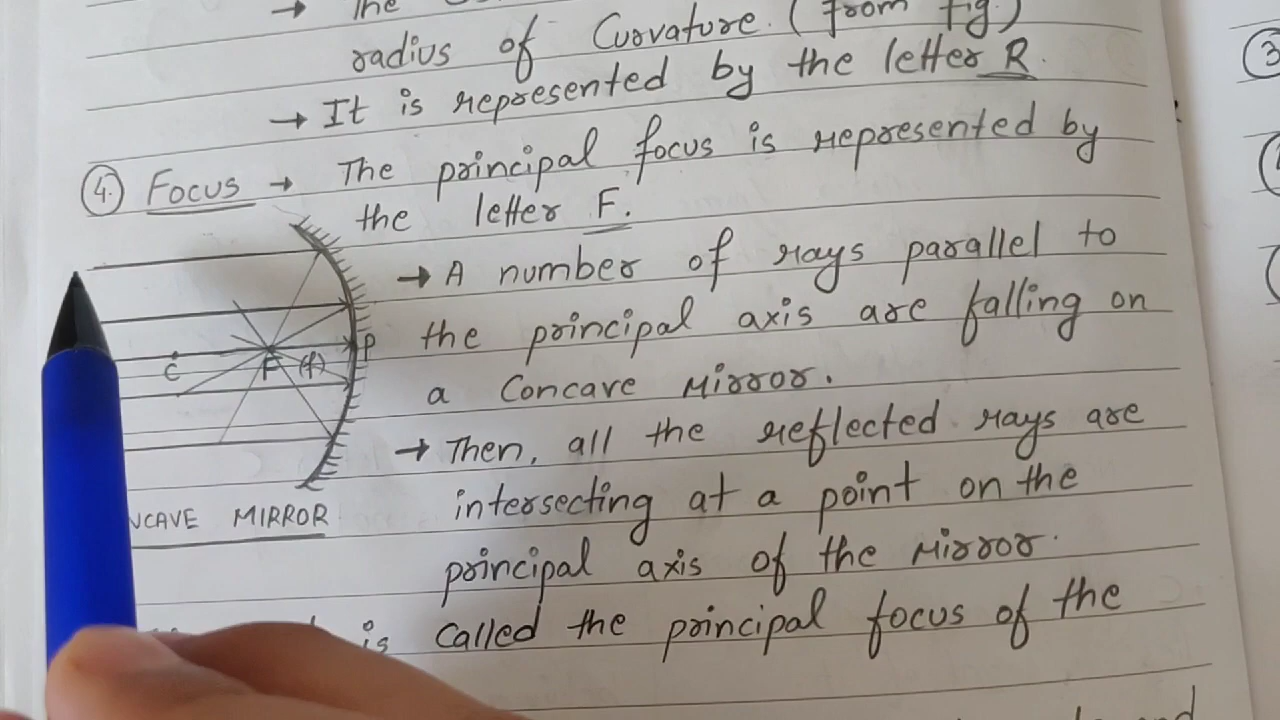 → The
radius of Curvature. (from fig.)
→ It is represented by the letter R.
④ Focus → The principal focus is represented by
the letter F.
→ A number of rays parallel to
the principal axis are falling on
a Concave Mirror.
→ Then, all the reflected rays are
intersecting at a point on the
principal axis of the Mirror.
is called the principal focus of the
C F (f) P
MIRROR
③